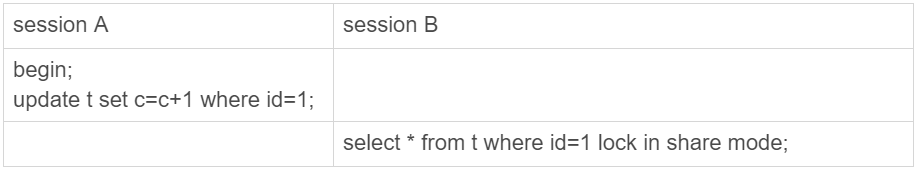 session A
session B
begin;
update t set c=c+1 where id=1;
select * from t where id=1 lock in share mode;